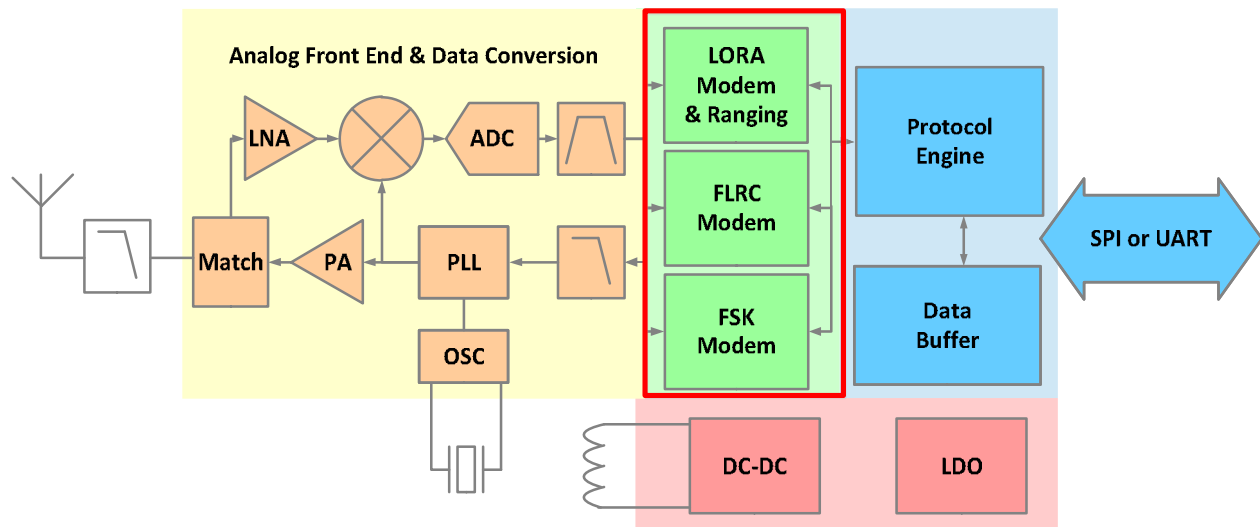 Analog Front End & Data Conversion
LNA
ADC
Match
PA
PLL
OSC
LORA
Modem
& Ranging
FLRC
Modem
FSK
Modem
Protocol
Engine
Data
Buffer
SPI or UART
DC-DC
LDO